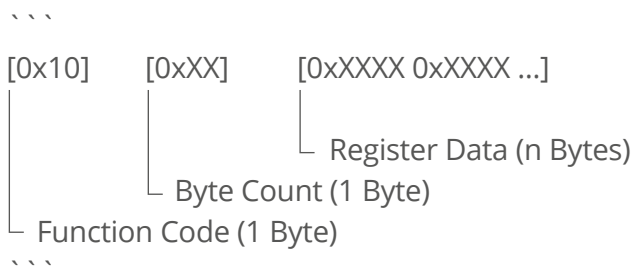 ```
[0x10] [0xXX] [0xXXXX 0xXXXX ...]
Register Data (n Bytes)
Byte Count (1 Byte)
Function Code (1 Byte)
```